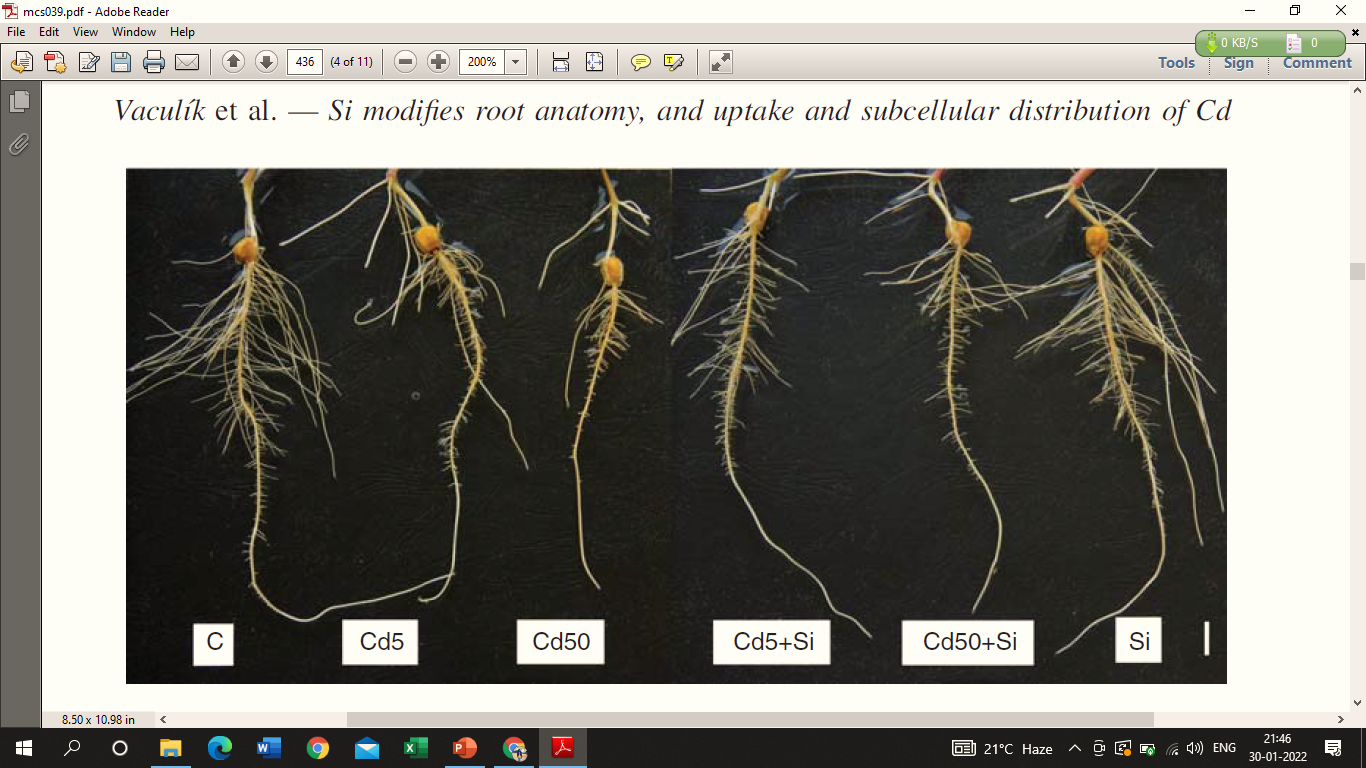 mcs039.pdf - Adobe Reader
File Edit View Window Help
436 (4 of 11) 200% Tools Sign Comment
0 KB/S 0
Vaculík et al. — Si modifies root anatomy, and uptake and subcellular distribution of Cd
C Cd5 Cd50 Cd5+Si Cd50+Si Si
8.50 x 10.98 in
21°C Haze ENG 21:46
30-01-2022